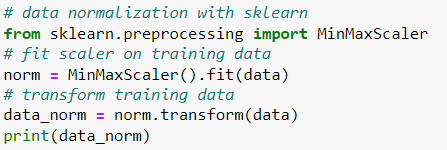 # data normalization with sklearn
from sklearn.preprocessing import MinMaxScaler
# fit scaler on training data
norm = MinMaxScaler().fit(data)
# transform training data
data_norm = norm.transform(data)
print(data_norm)